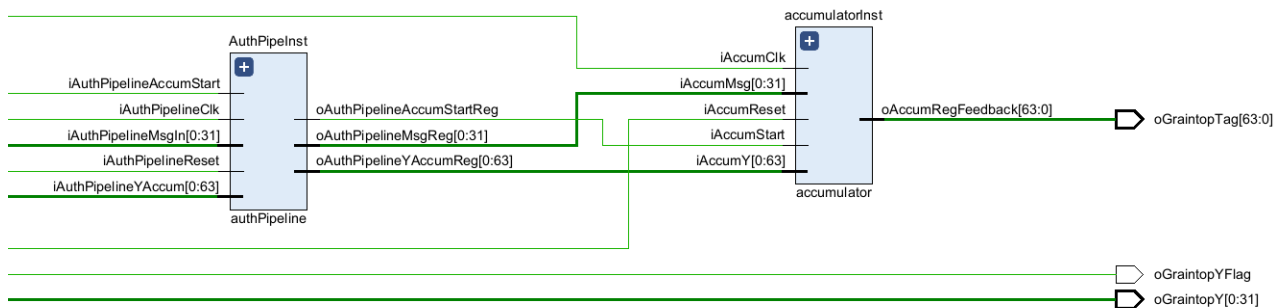 accumulatorInst
AuthPipeInst
iAccumClk
iAuthPipelineAccumStart
iAccumMsg[0:31]
iAuthPipelineClk
oAuthPipelineAccumStartReg
iAccumReset
oAccumRegFeedback[63:0]
oGraintopTag[63:0]
iAuthPipelineMsgIn[0:31]
oAuthPipelineMsgReg[0:31]
iAccumStart
iAuthPipelineReset
oAuthPipelineYAccumReg[0:63]
iAccumY[0:63]
iAuthPipelineYAccum[0:63]
accumulator
authPipeline
oGraintopYFlag
oGraintopY[0:31]